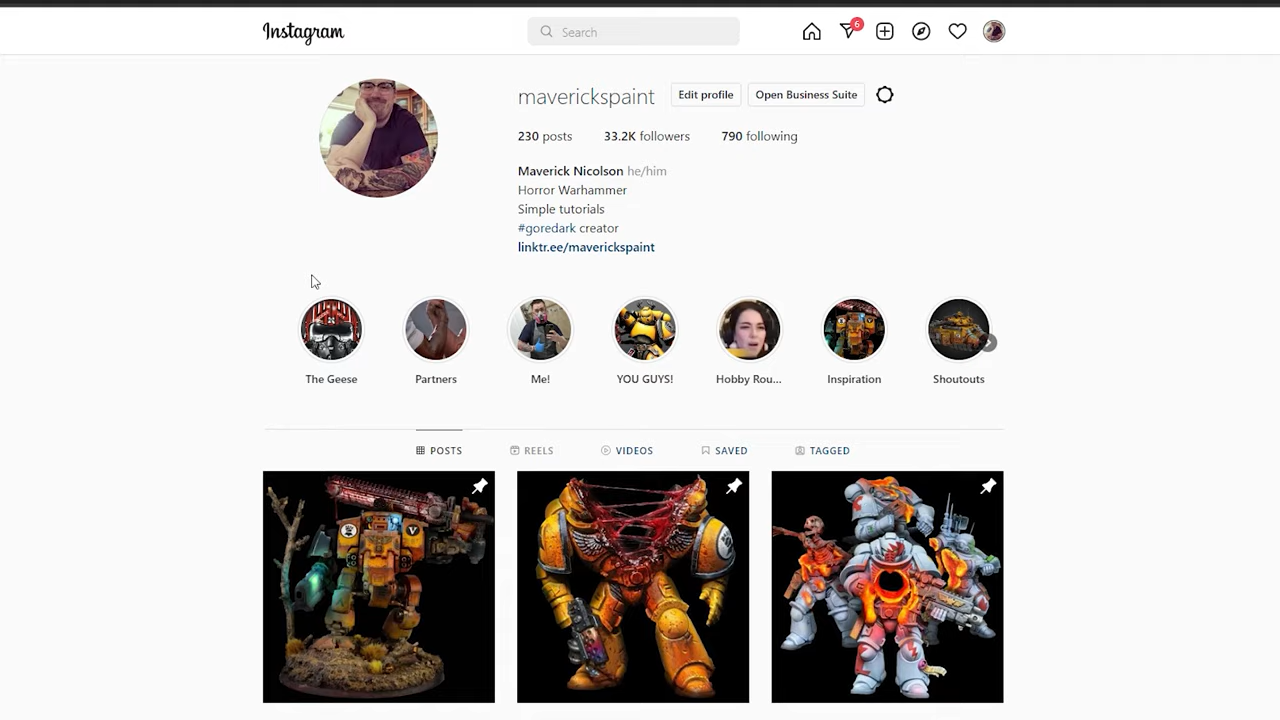 Instagram
Search
6
maverickspaint
Edit profile
Open Business Suite
230 posts
33.2K followers
790 following
Maverick Nicolson he/him
Horror Warhammer
Simple tutorials
#goredark creator
linktr.ee/maverickspaint
The Geese
Partners
Me!
YOU GUYS!
Hobby Rou...
Inspiration
Shoutouts
POSTS
REELS
VIDEOS
SAVED
TAGGED
V